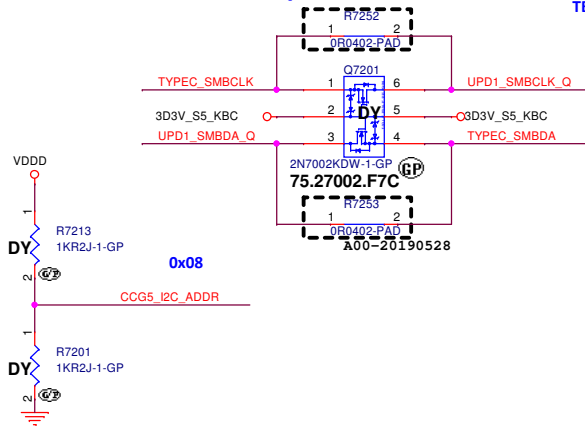 TE
R7252
1 2
0R0402-PAD
Q7201
TYPEC_SMBCLK 1 6 UPD1_SMBCLK_Q
3D3V_S5_KBC 2 DY 5 3D3V_S5_KBC
UPD1_SMBDA_Q 3 4 TYPEC_SMBDA
2N7002KDW-1-GP GP
75.27002.F7C
R7253
1 2
0R0402-PAD
A00-20190528
VDDD
1
R7213
DY 1KR2J-1-GP
2 GP
0x08
CCG5_I2C_ADDR
1
R7201
DY 1KR2J-1-GP
2 GP